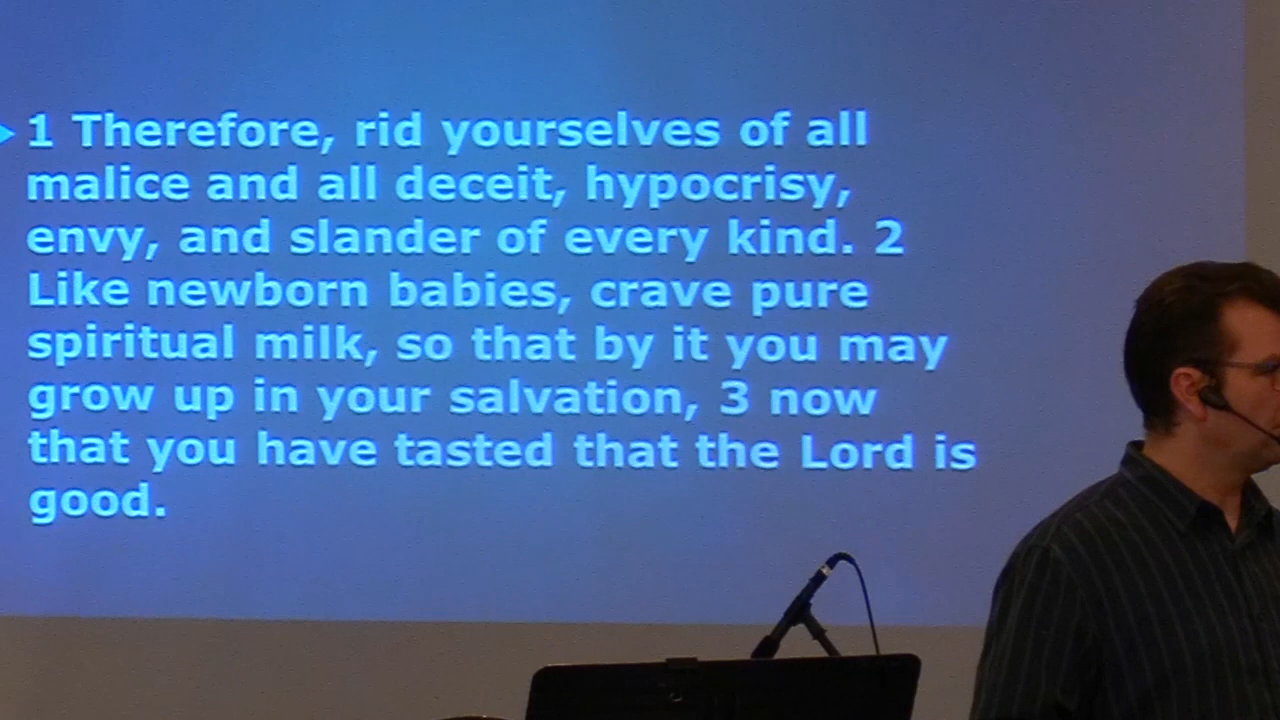 1 Therefore, rid yourselves of all
malice and all deceit, hypocrisy,
envy, and slander of every kind. 2
Like newborn babies, crave pure
spiritual milk, so that by it you may
grow up in your salvation, 3 now
that you have tasted that the Lord is
good.